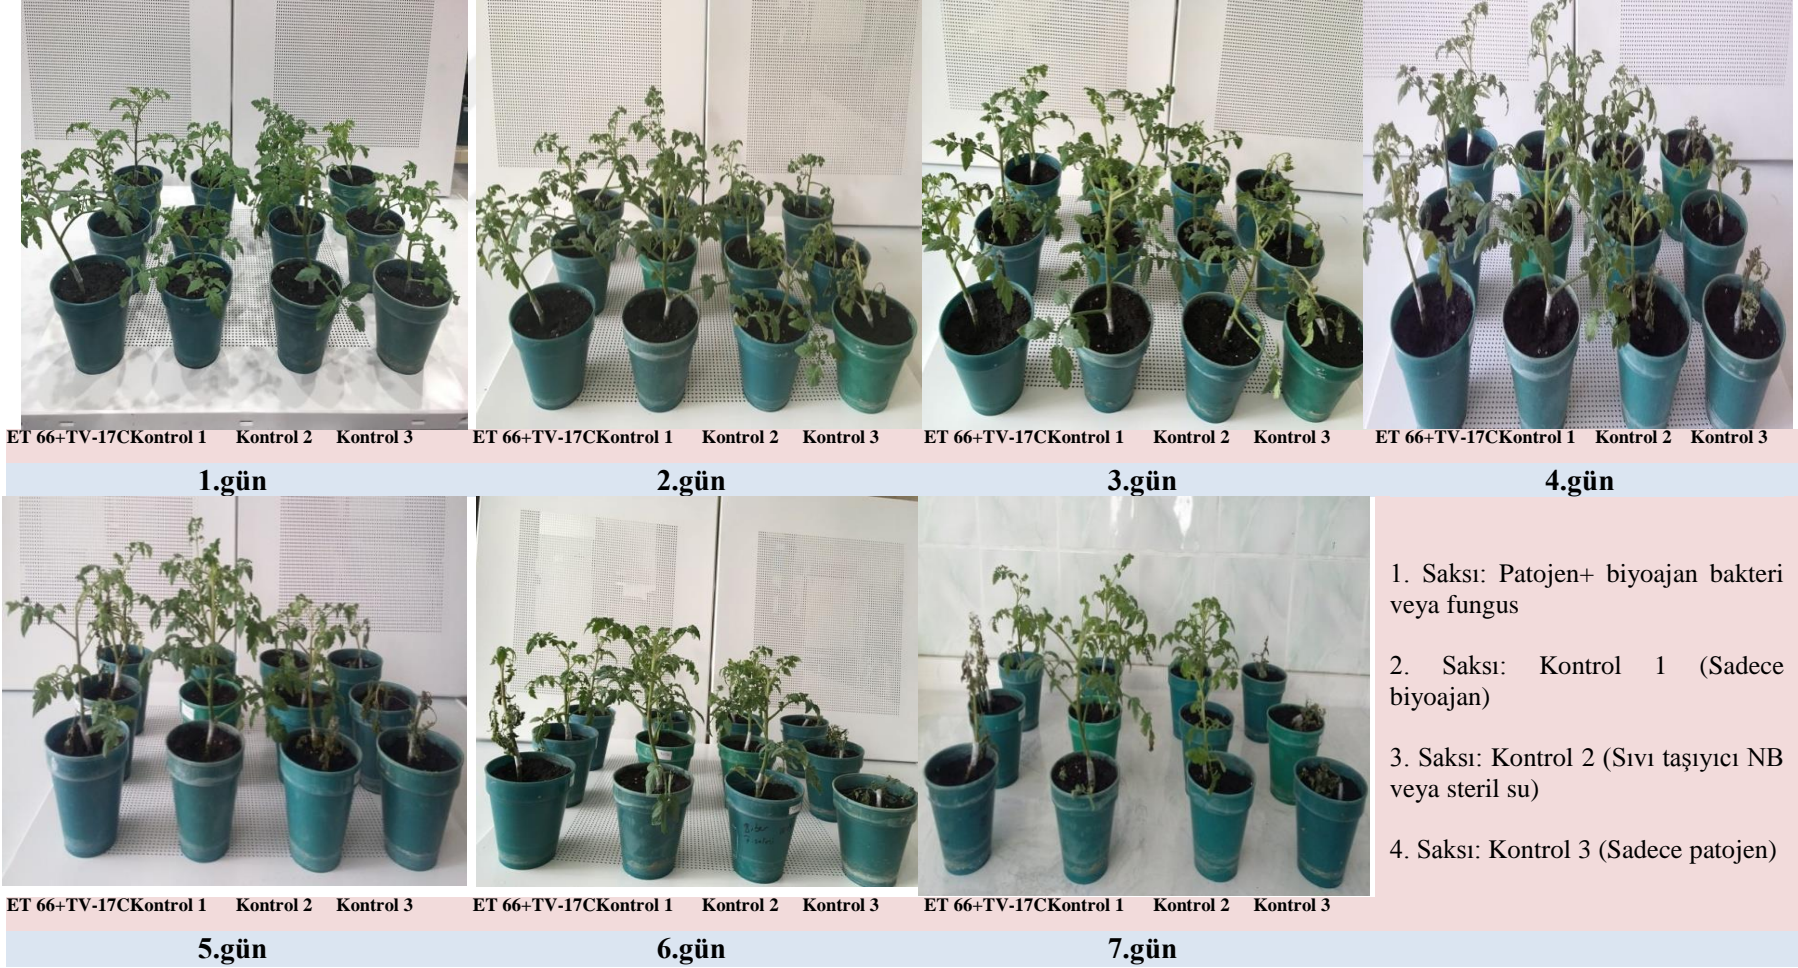 ET 66+TV-17CKontrol 1 Kontrol 2 Kontrol 3
ET 66+TV-17CKontrol 1 Kontrol 2 Kontrol 3
ET 66+TV-17CKontrol 1 Kontrol 2 Kontrol 3
ET 66+TV-17CKontrol 1 Kontrol 2 Kontrol 3
1.gün
2.gün
3.gün
4.gün
1. Saksı: Patojen+ biyoajan bakteri
veya fungus
2. Saksı: Kontrol 1 (Sadece
biyoajan)
3. Saksı: Kontrol 2 (Sıvı taşıyıcı NB
veya steril su)
4. Saksı: Kontrol 3 (Sadece patojen)
ET 66+TV-17CKontrol 1 Kontrol 2 Kontrol 3
ET 66+TV-17CKontrol 1 Kontrol 2 Kontrol 3
ET 66+TV-17CKontrol 1 Kontrol 2 Kontrol 3
5.gün
6.gün
7.gün